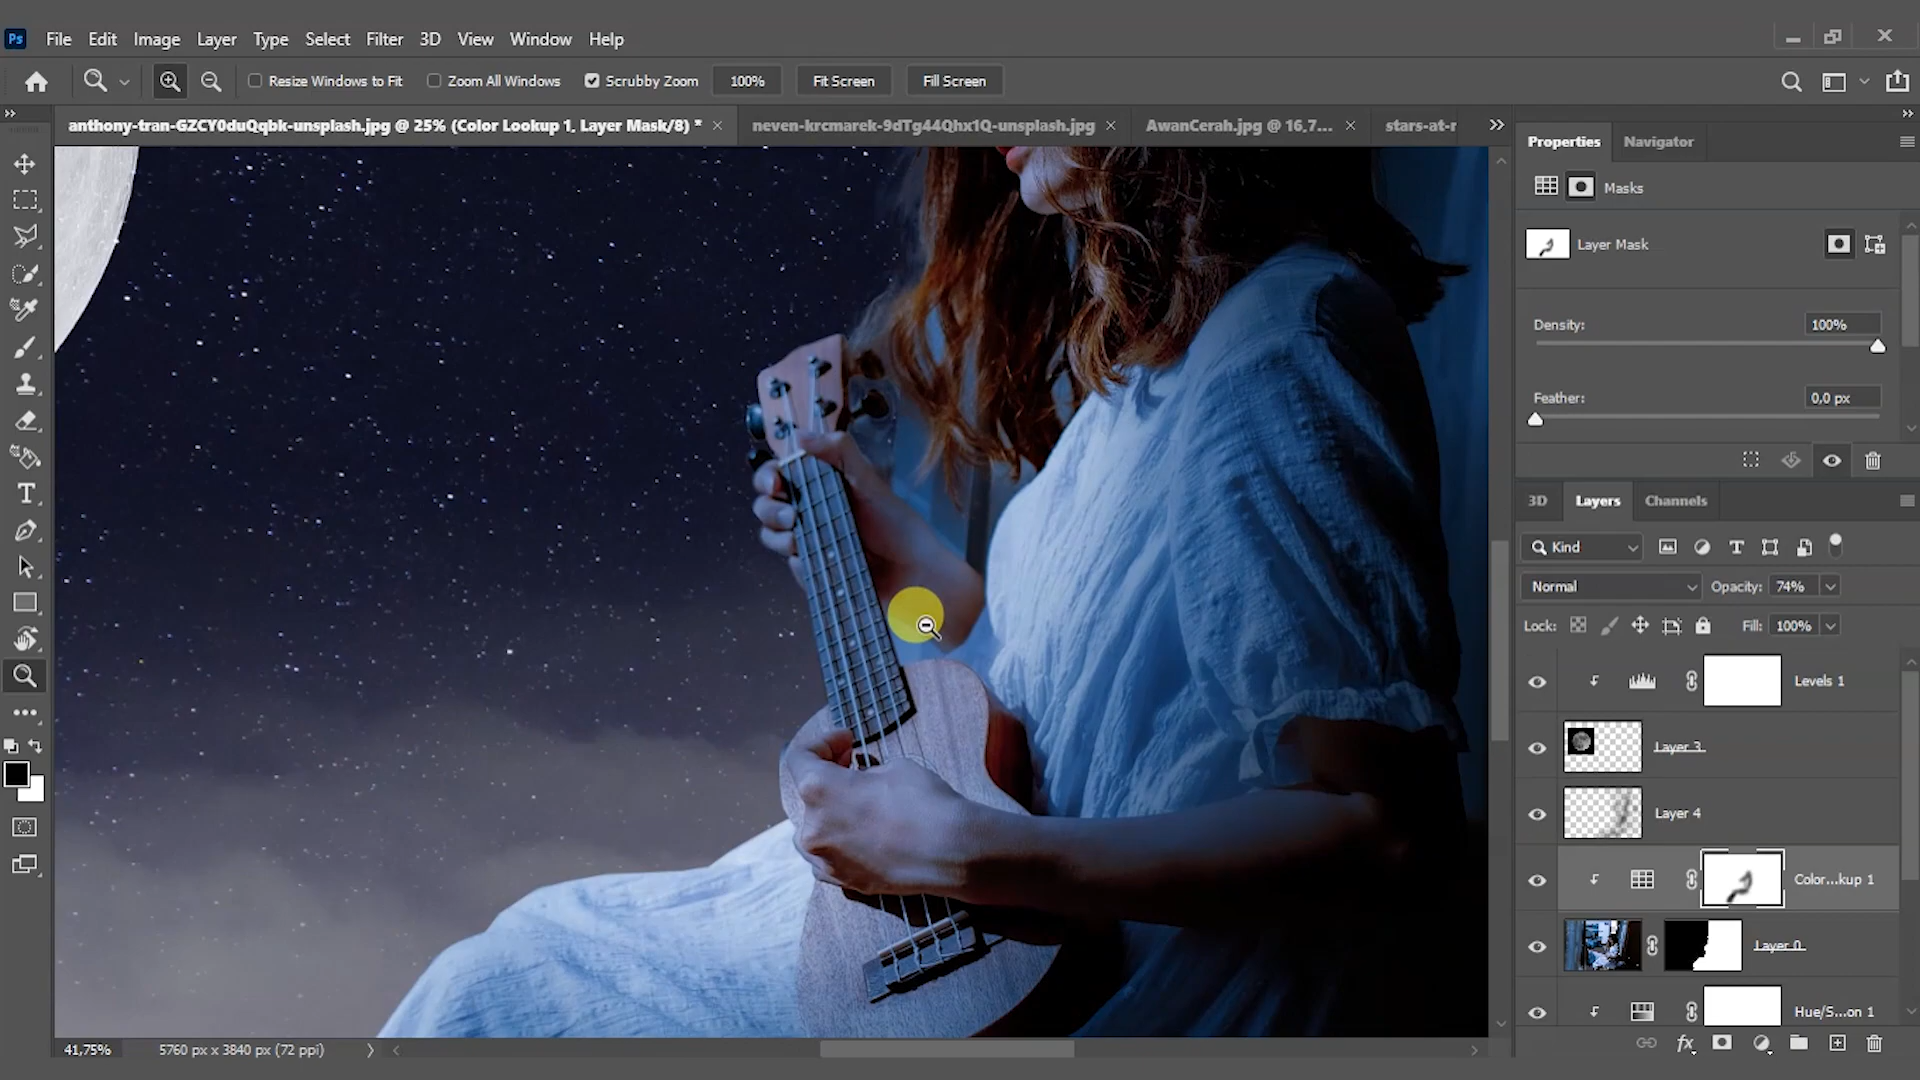 Ps File Edit Image Layer Type Select Filter 3D View Window Help
Resize Windows to Fit Zoom All Windows Scrubby Zoom 100% Fit Screen Fill Screen
anthony-tran-GZCY0duQqbk-unsplash.jpg @ 25% (Color Lookup 1, Layer Mask/8) * neven-krcmarek-9dTg44Qhx1Q-unsplash.jpg AwanCerah.jpg @ 16,7... stars-at-r
Properties Navigator
Masks
Layer Mask
Density: 100%
Feather: 0,0 px
3D Layers Channels
Kind
Normal Opacity: 74%
Lock: Fill: 100%
Levels 1
Layer 3
Layer 4
Color...kup 1
Layer 0
Hue/S...on 1
41,75% 5760 px x 3840 px (72 ppi)